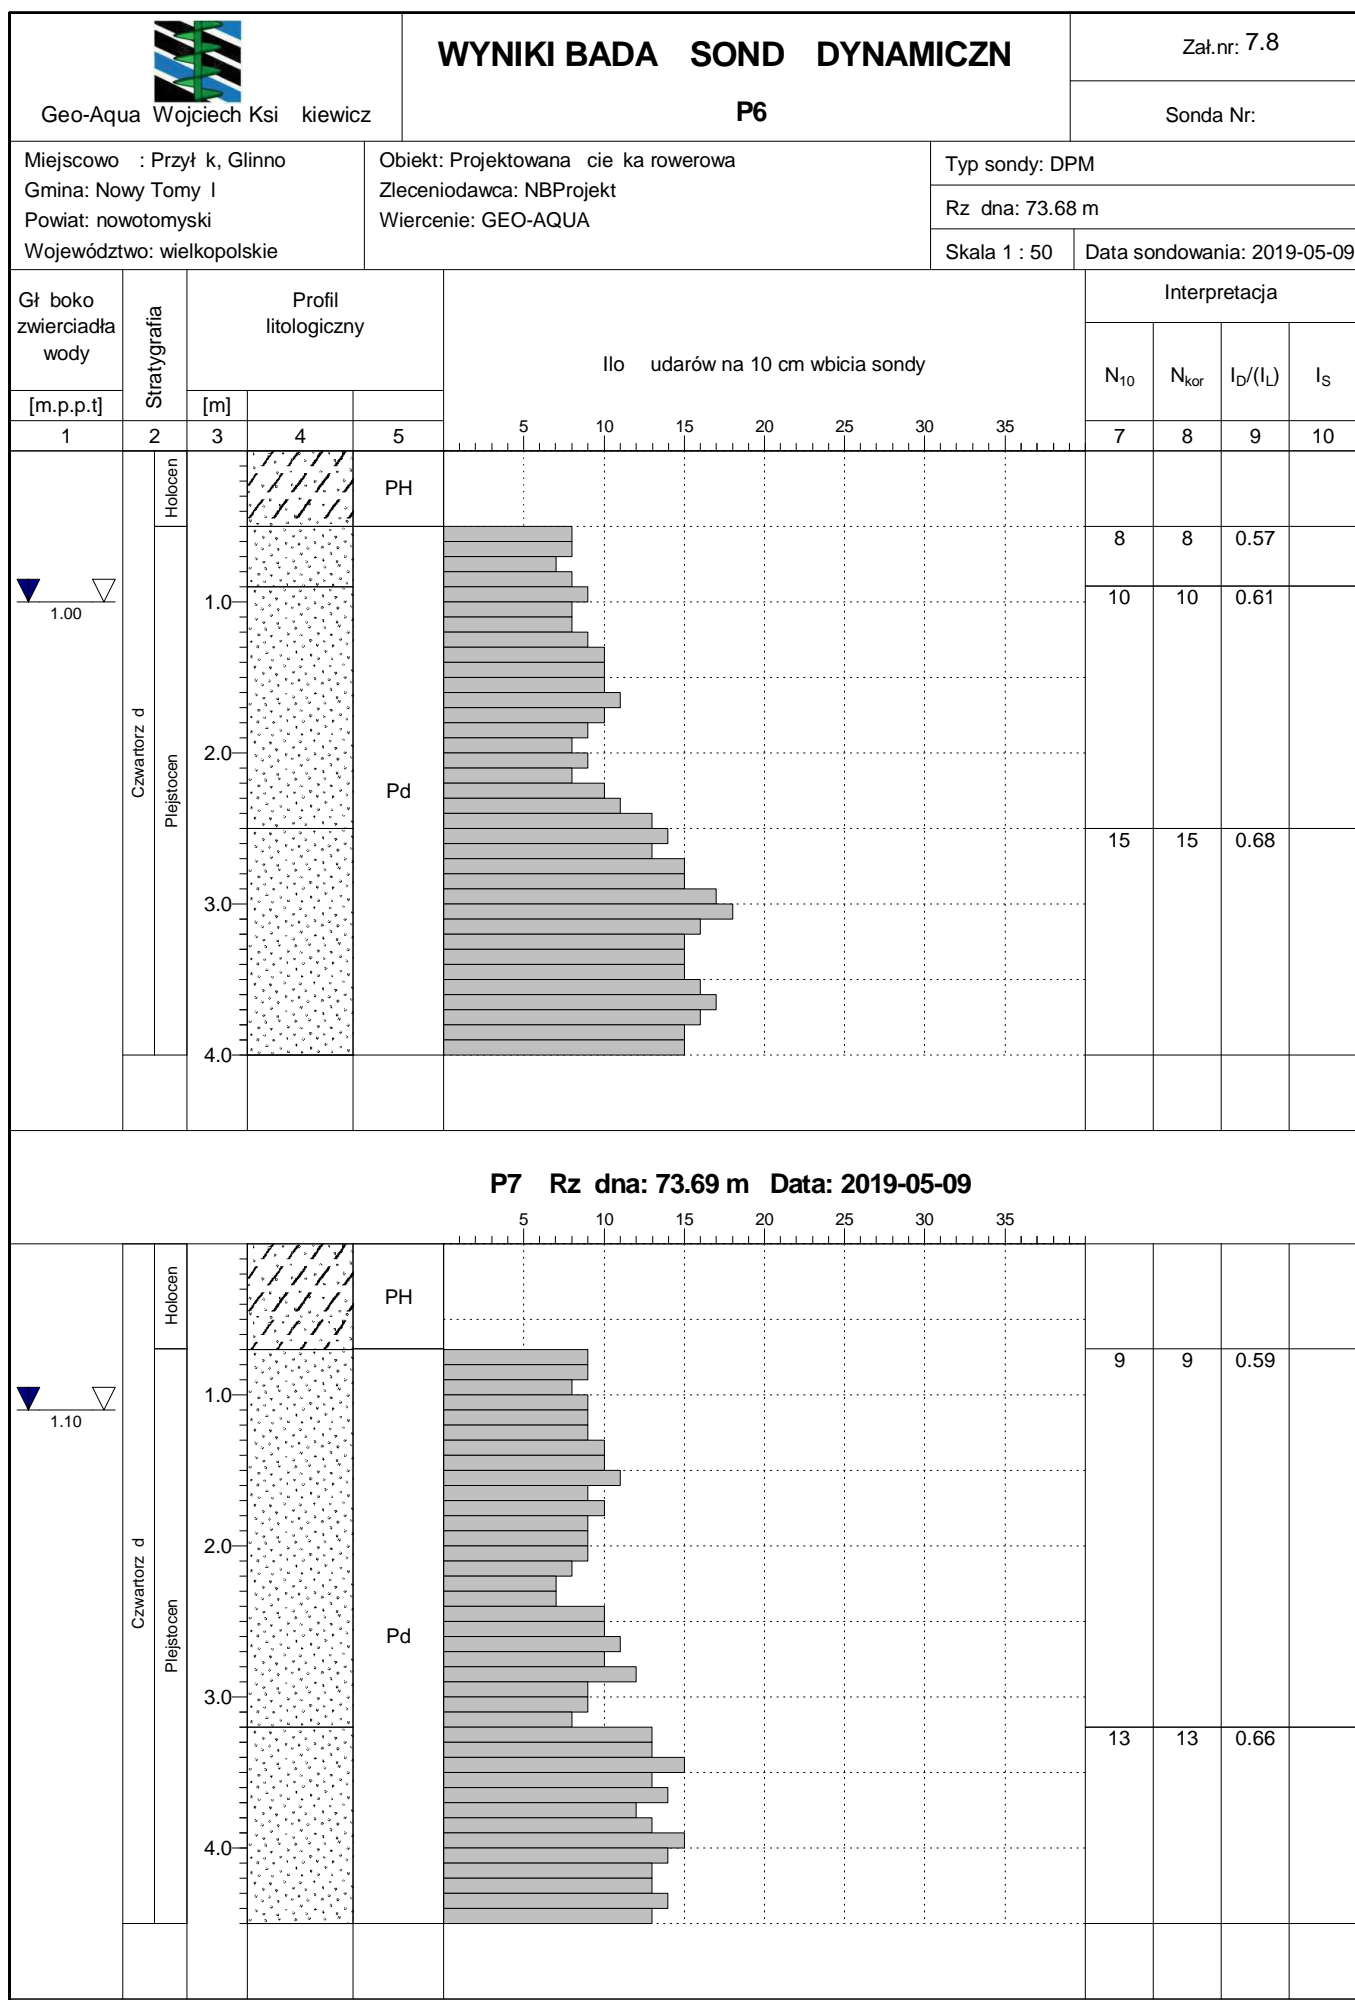 WYNIKI BADA SOND DYNAMICZN
P6
Zał.nr: 7.8
Geo-Aqua Wojciech Ksi kiewicz
Sonda Nr:
Miejscowo : Przył k, Glinno
Gmina: Nowy Tomy l
Powiat: nowotomyski
Województwo: wielkopolskie
Obiekt: Projektowana cie ka rowerowa
Zleceniodawca: NBProjekt
Wiercenie: GEO-AQUA
Typ sondy: DPM
Rz dna: 73.68 m
Skala 1 : 50
Data sondowania: 2019-05-09
Gł boko
zwierciadła
wody
[m.p.p.t]
Stratygrafia
Profil
litologiczny
[m]
Ilo udarów na 10 cm wbicia sondy
Interpretacja
N10 Nkor ID/(IL) IS
5 10 15 20 25 30 35
1 2 3 4 5 7 8 9 10
Holocen
PH
8 8 0.57
1.00
1.0
10 10 0.61
Czwartorz d
Plejstocen
2.0
Pd
15 15 0.68
3.0
4.0
P7 Rz dna: 73.69 m Data: 2019-05-09
5 10 15 20 25 30 35
Holocen
PH
9 9 0.59
1.10
1.0
Czwartorz d
Plejstocen
2.0
Pd
3.0
13 13 0.66
4.0